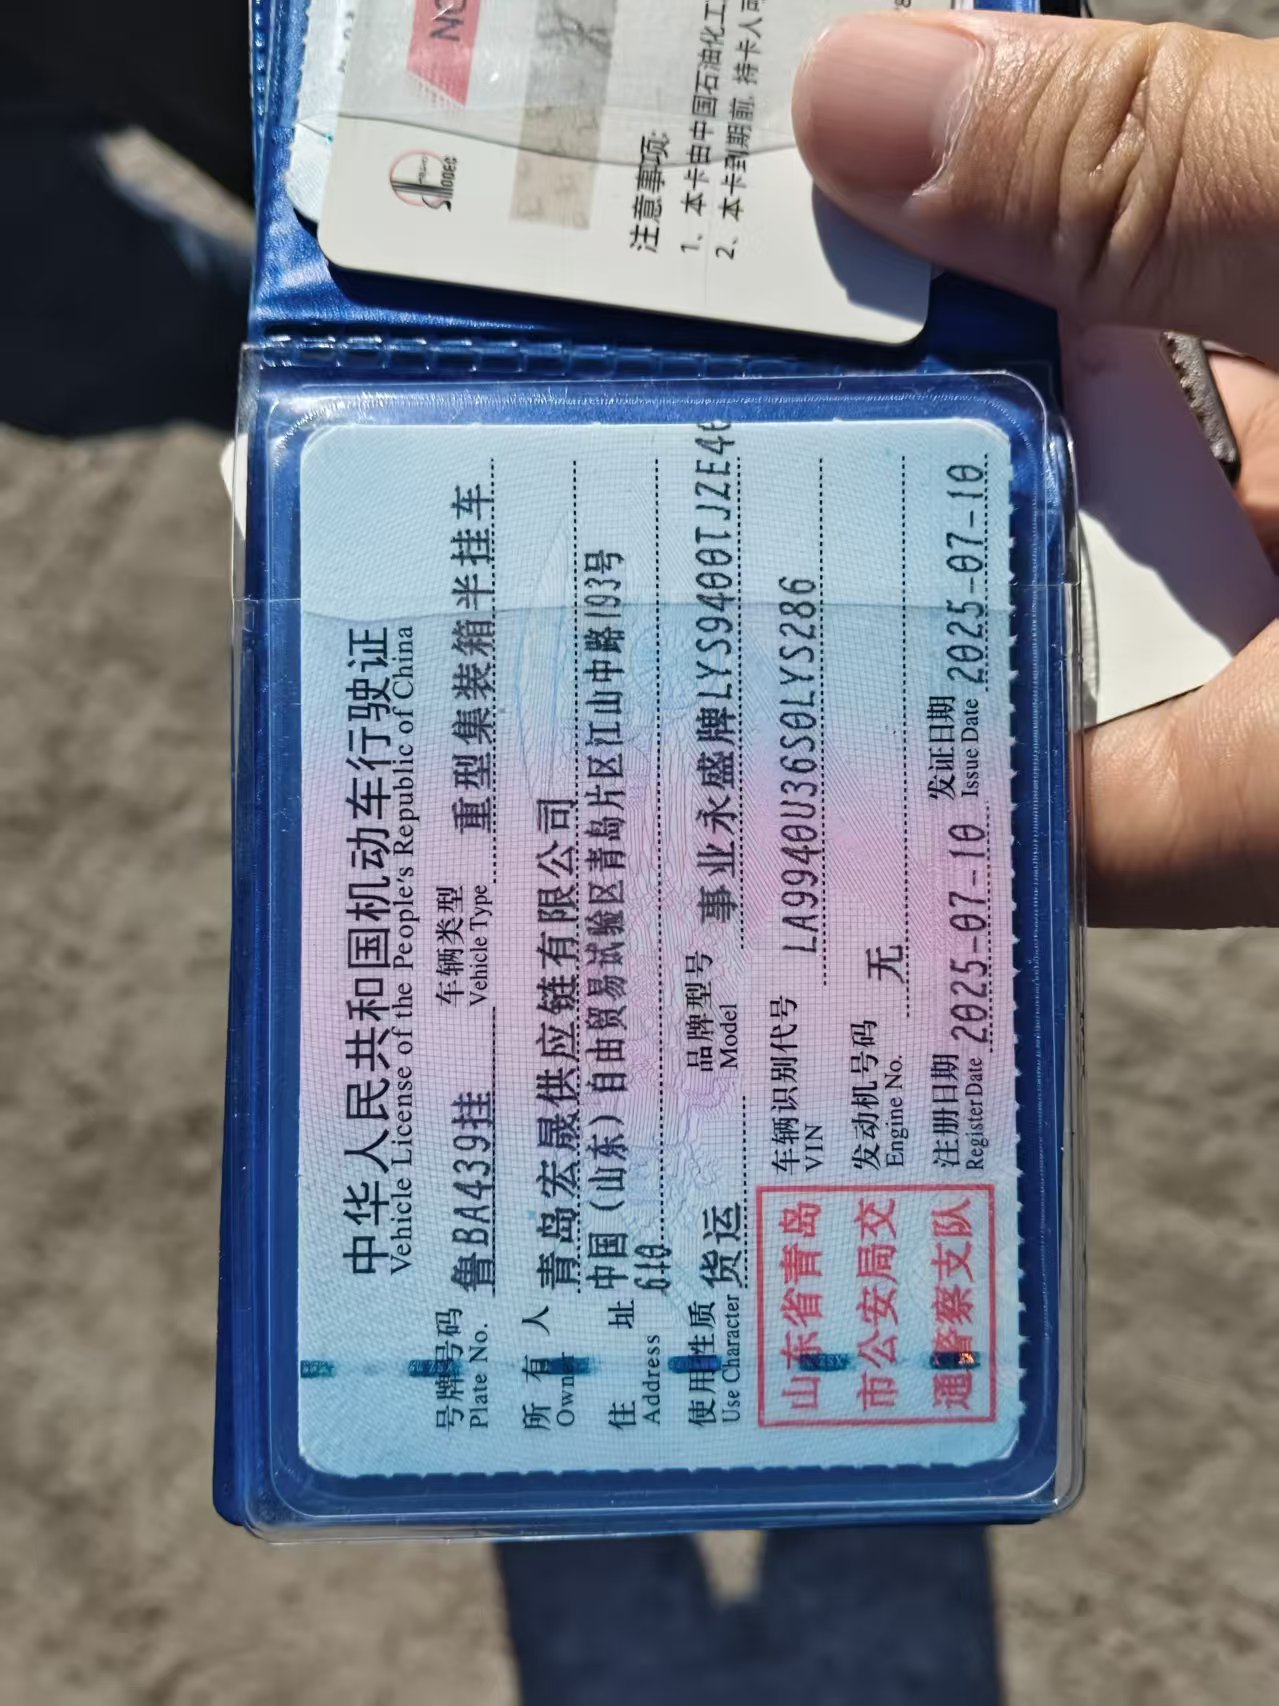 中华人民共和国机动车行驶证
Vehicle License of the People's Republic of China
号牌号码 鲁BA439挂 车辆类型 重型集装箱半挂车
Plate No. Vehicle Type
所有人 青岛宏晟供应链有限公司
Owner
住址 中国（山东）自由贸易试验区青岛片区江山中路193号
Address 610
使用性质 货运 品牌型号 事业永盛牌LYS9400TJZE46
Use Character Model
山东省青岛
市公安局交
通警察支队
车辆识别代号 LA9940U36S0LYS286
VIN
发动机号码 无
Engine No.
注册日期 2025-07-10 发证日期 2025-07-10
Register Date Issue Date
SINOPEC
注意事项:
1、本卡由中国石油化工
2、本卡到期前，持卡人